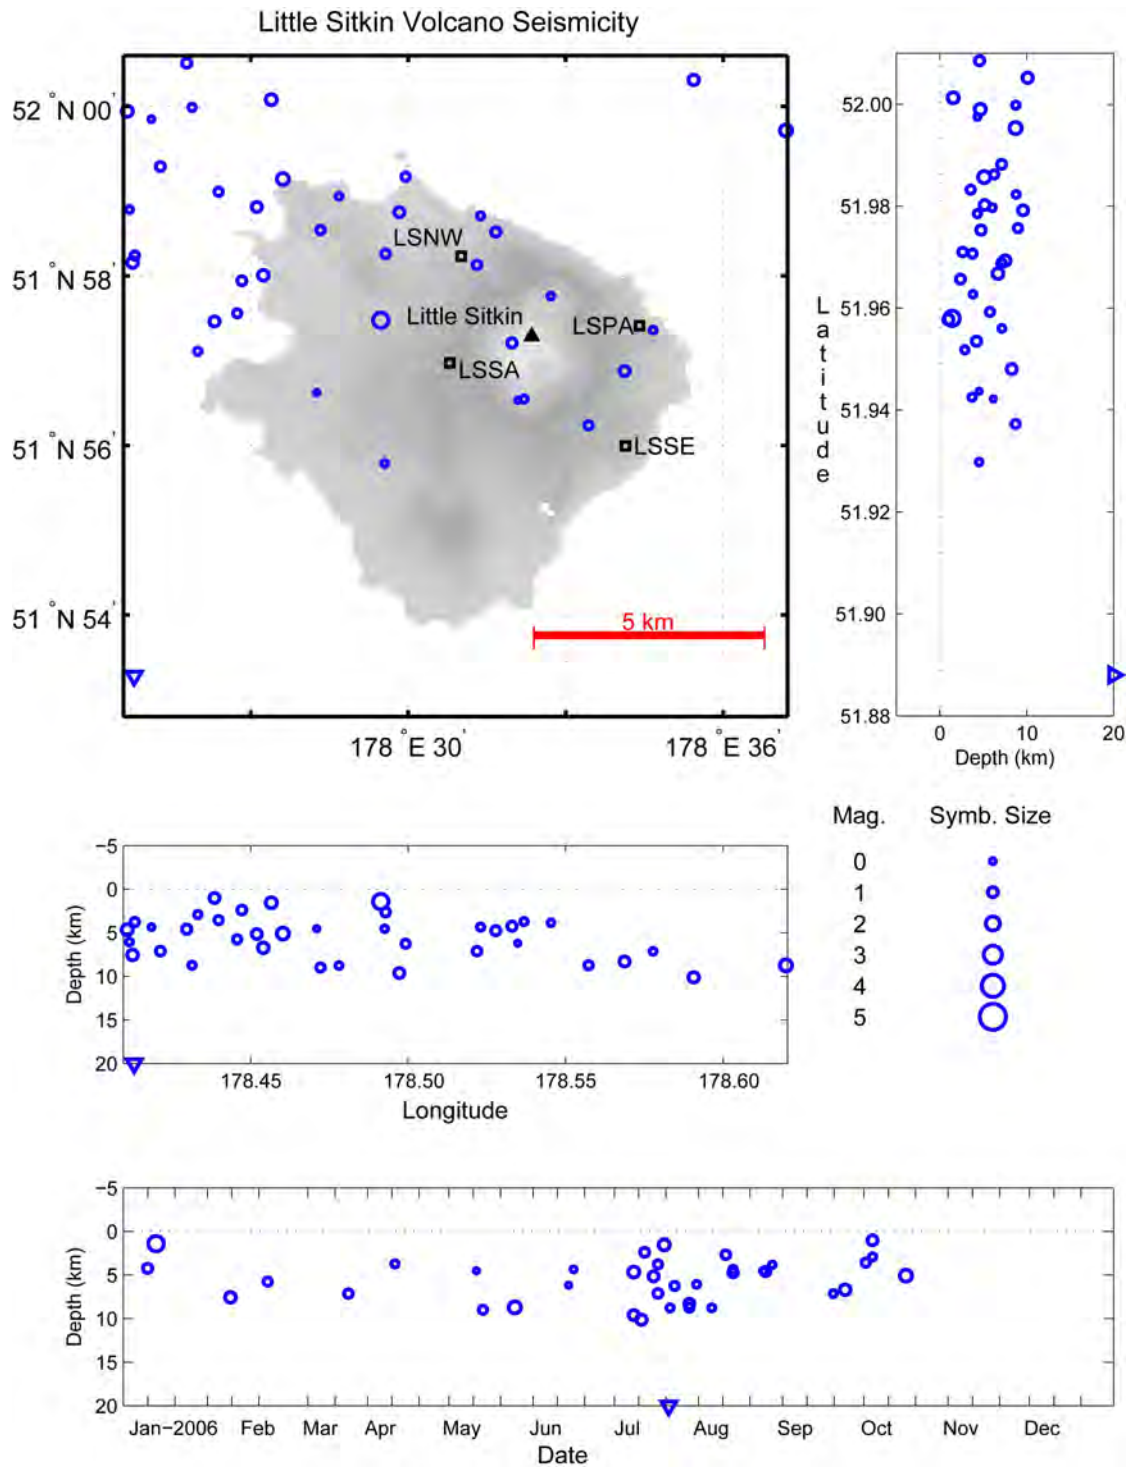 Little Sitkin Volcano Seismicity
52 °N 00'
51 °N 58'
51 °N 56'
51 °N 54'
LSNW
Little Sitkin
LSPA
LSSA
LSSE
5 km
178 °E 30'
178 °E 36'
Latitude
52.00
51.98
51.96
51.94
51.92
51.90
51.88
0 10 20
Depth (km)
Mag. Symb. Size
0
1
2
3
4
5
Depth (km)
−5
0
5
10
15
20
178.45 178.50 178.55 178.60
Longitude
Depth (km)
−5
0
5
10
15
20
Jan−2006 Feb Mar Apr May Jun Jul Aug Sep Oct Nov Dec
Date